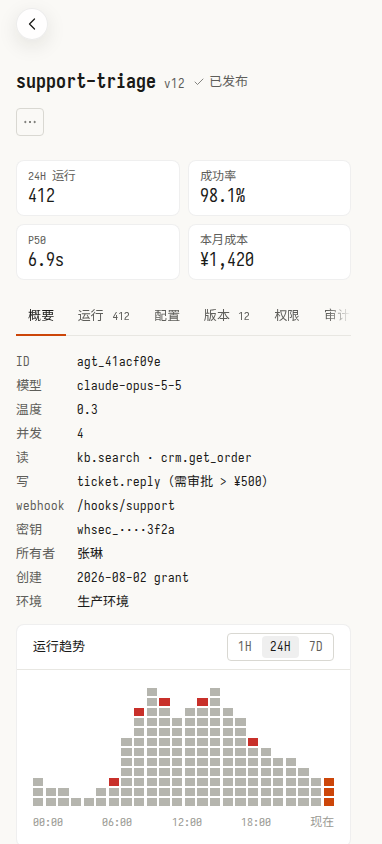 support-triage v12 ✓ 已发布
···
24H 运行
412
成功率
98.1%
P50
6.9s
本月成本
¥1,420
概要 运行 412 配置 版本 12 权限 审计
ID agt_41acf09e
模型 claude-opus-5-5
温度 0.3
并发 4
读 kb.search · crm.get_order
写 ticket.reply（需审批 > ¥500）
webhook /hooks/support
密钥 whsec_····3f2a
所有者 张琳
创建 2026-08-02 grant
环境 生产环境
运行趋势 1H 24H 7D
00:00 06:00 12:00 18:00 现在